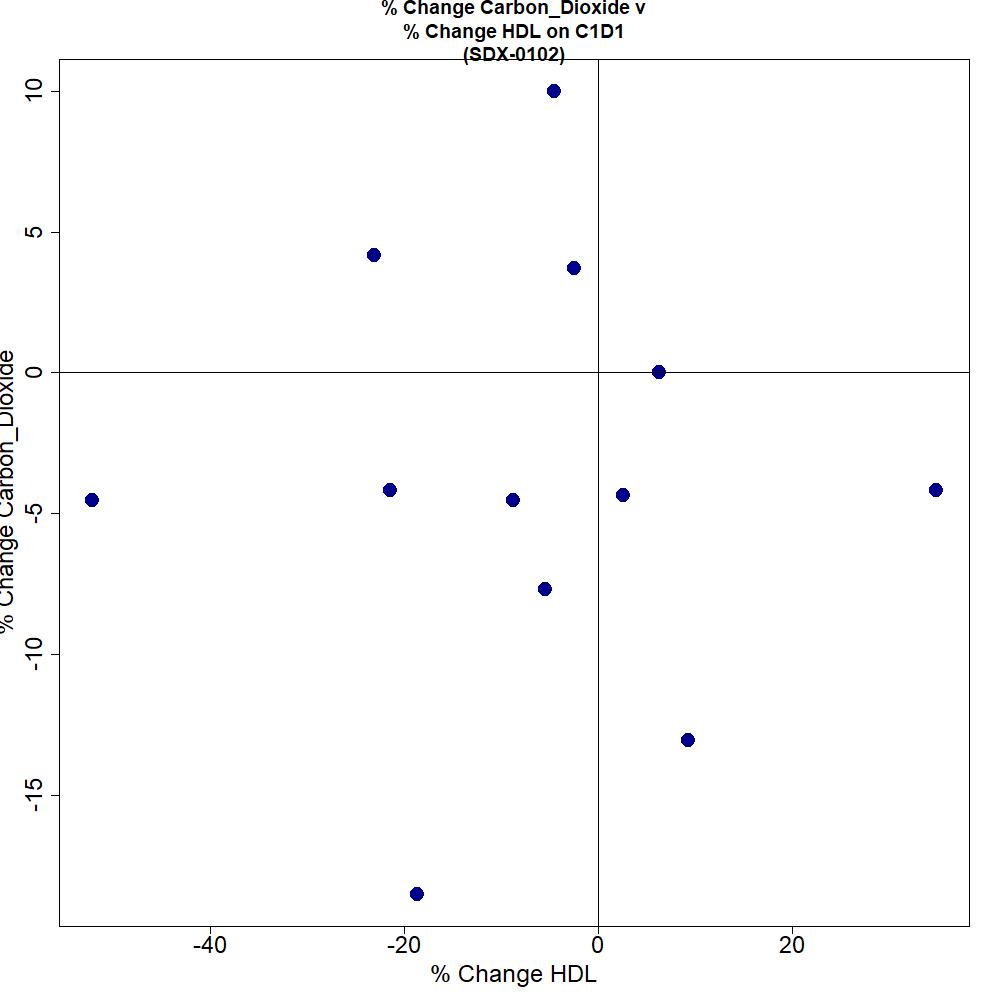 % Change Carbon_Dioxide v
% Change HDL on C1D1
(SDX-0102)
10
5
0
-5
-10
-15
% Change Carbon_Dioxide
-40
-20
0
20
% Change HDL